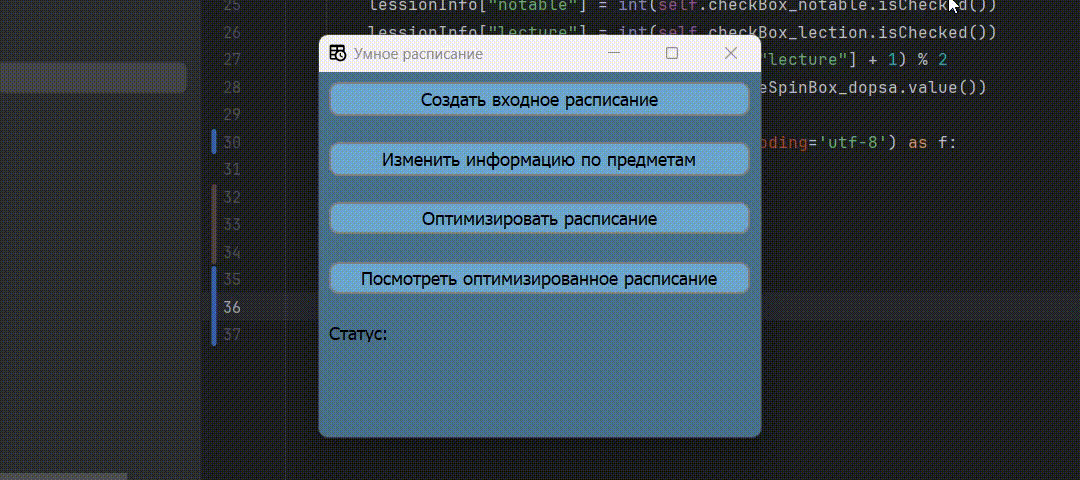 25 lessionInfo["notable"] = int(self.checkBox_notable.isChecked())
26 lessionInfo["lecture"] = int(self.checkBox_lection.isChecked())
Умное расписание
27 "lecture"] + 1) % 2
Создать входное расписание
28 eSpinBox_dopsa.value())
29
30 oding='utf-8') as f:
Изменить информацию по предметам
31
32
Оптимизировать расписание
33
34
35
Посмотреть оптимизированное расписание
36
37
Статус: